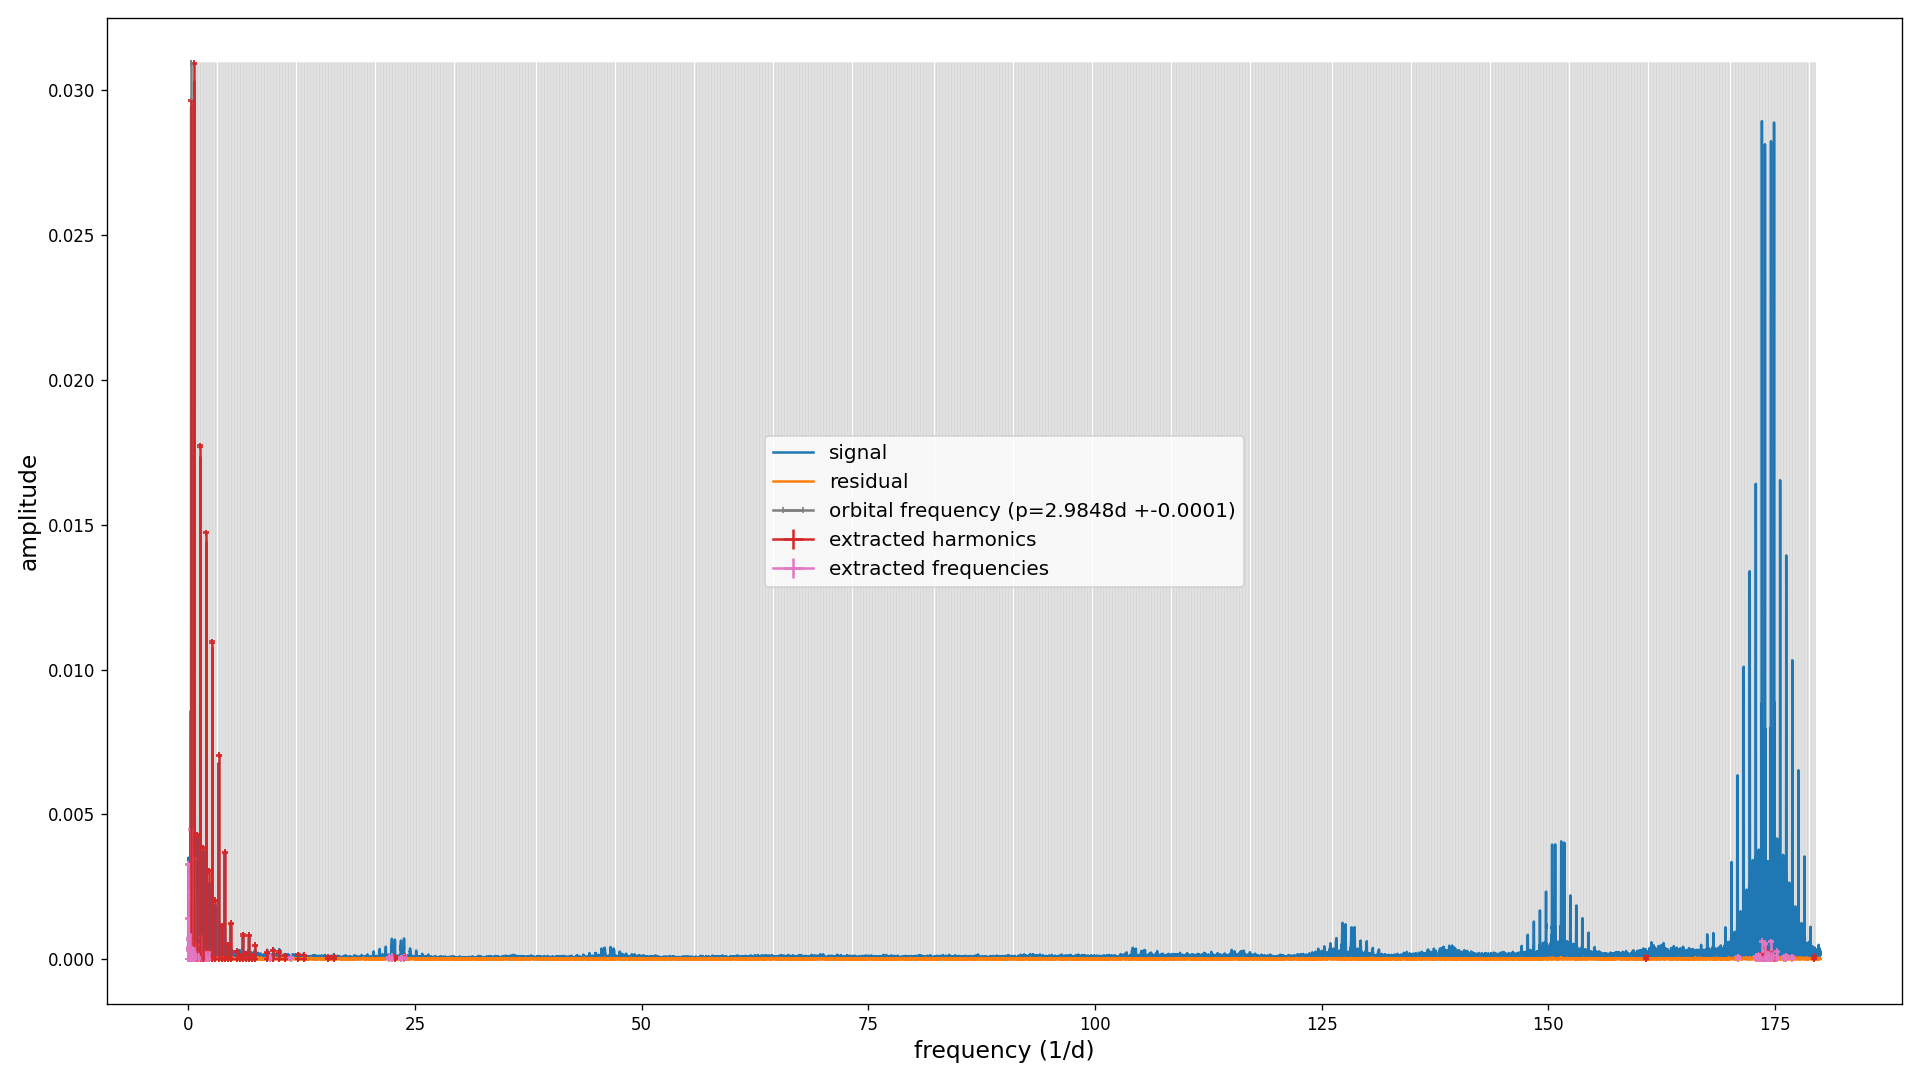 0.030
0.025
0.020
0.015
0.010
0.005
0.000
amplitude
signal
residual
orbital frequency (p=2.9848d +-0.0001)
extracted harmonics
extracted frequencies
0 25 50 75 100 125 150 175
frequency (1/d)